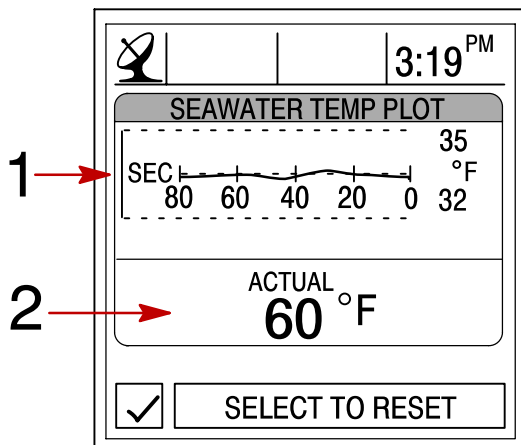 3:19 PM
SEAWATER TEMP PLOT
35
1
SEC
°F
80 60 40 20 0
32
ACTUAL
2
60 °F
SELECT TO RESET